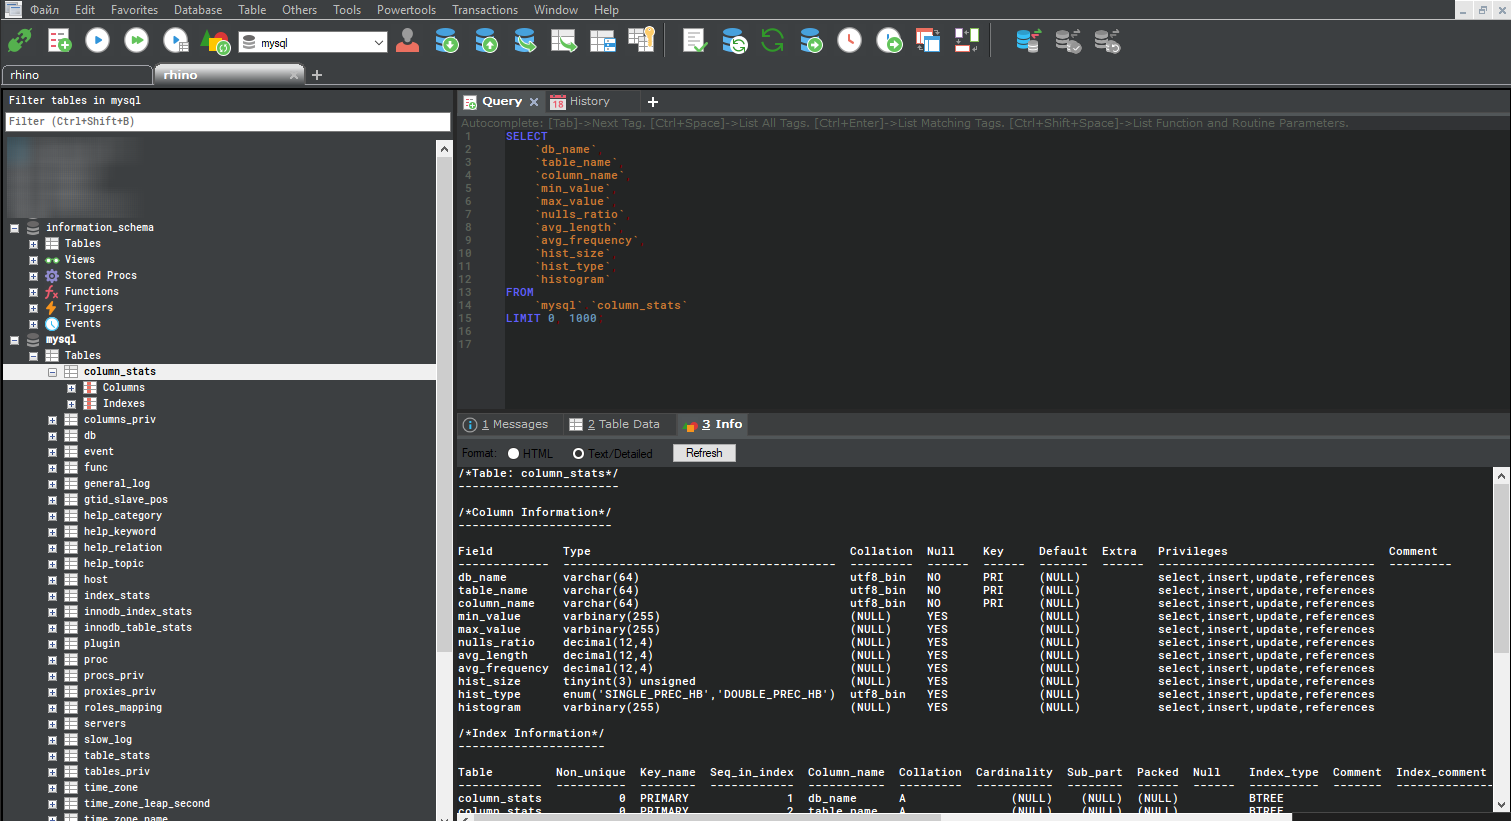 Файл Edit Favorites Database Table Others Tools Powertools Transactions Window Help
mysql
rhino
rhino
Filter tables in mysql
Filter (Ctrl+Shift+B)
information_schema
Tables
Views
Stored Procs
Functions
Triggers
Events
mysql
Tables
column_stats
Columns
Indexes
columns_priv
db
event
func
general_log
gtid_slave_pos
help_category
help_keyword
help_relation
help_topic
host
index_stats
innodb_index_stats
innodb_table_stats
plugin
proc
procs_priv
proxies_priv
roles_mapping
servers
slow_log
table_stats
tables_priv
time_zone
time_zone_leap_second
time_zone_name
Query 18 History
Autocomplete: [Tab]->Next Tag. [Ctrl+Space]->List All Tags. [Ctrl+Enter]->List Matching Tags. [Ctrl+Shift+Space]->List Function and Routine Parameters.
1 SELECT
2 `db_name`
3 `table_name`
4 `column_name`
5 `min_value`
6 `max_value`
7 `nulls_ratio`
8 `avg_length`
9 `avg_frequency`
10 `hist_size`
11 `hist_type`
12 `histogram`
13 FROM
14 `mysql` `column_stats`
15 LIMIT 0 1000
16
17
1 Messages 2 Table Data 3 Info
Format: HTML Text/Detailed Refresh
/*Table: column_stats*/
-----------------------
/*Column Information*/
----------------------
Field Type Collation Null Key Default Extra Privileges Comment
------------- --------------------------------------- --------- ------ ------ ------- ------ ------------------------------- ---------
db_name varchar(64) utf8_bin NO PRI (NULL) select,insert,update,references
table_name varchar(64) utf8_bin NO PRI (NULL) select,insert,update,references
column_name varchar(64) utf8_bin NO PRI (NULL) select,insert,update,references
min_value varbinary(255) (NULL) YES (NULL) select,insert,update,references
max_value varbinary(255) (NULL) YES (NULL) select,insert,update,references
nulls_ratio decimal(12,4) (NULL) YES (NULL) select,insert,update,references
avg_length decimal(12,4) (NULL) YES (NULL) select,insert,update,references
avg_frequency decimal(12,4) (NULL) YES (NULL) select,insert,update,references
hist_size tinyint(3) unsigned (NULL) YES (NULL) select,insert,update,references
hist_type enum('SINGLE_PREC_HB','DOUBLE_PREC_HB') utf8_bin YES (NULL) select,insert,update,references
histogram varbinary(255) (NULL) YES (NULL) select,insert,update,references
/*Index Information*/
---------------------
Table Non_unique Key_name Seq_in_index Column_name Collation Cardinality Sub_part Packed Null Index_type Comment Index_comment
------------ ---------- -------- ------------ ----------- --------- ----------- -------- ------ ------ ---------- ------- --------------
column_stats 0 PRIMARY 1 db_name A (NULL) (NULL) (NULL) BTREE
column_stats 0 PRIMARY 2 table_name A (NULL) (NULL) (NULL) BTREE